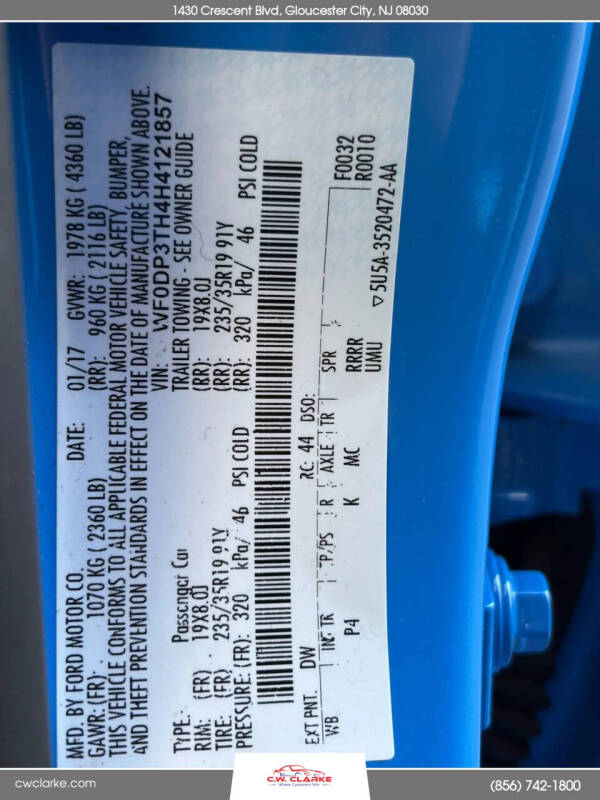 1430 Crescent Blvd, Gloucester City, NJ 08030
MFD. BY FORD MOTOR CO. DATE: 01/17 GVWR: 1978 KG ( 4360 LB)
GAWR: (FR): 1070 KG ( 2360 LB) (RR): 960 KG ( 2116 LB)
THIS VEHICLE CONFORMS TO ALL APPLICABLE FEDERAL MOTOR VEHICLE SAFETY, BUMPER,
AND THEFT PREVENTION STANDARDS IN EFFECT ON THE DATE OF MANUFACTURE SHOWN ABOVE.
VIN: WF0DP3TH4H4121857
TYPE: Passenger Car TRAILER TOWING - SEE OWNER GUIDE
RIM: (FR) 19X8.0J (RR): 19X8.0J
TIRE: (FR) 235/35R19 91Y (RR): 235/35R19 91Y
PRESSURE: (FR): 320 kPa/ 46 PSI COLD (RR): 320 kPa/ 46 PSI COLD
EXT PNT. DW RC: 44 DSO: F0032
R0010
WB INT TR TP/PS R AXLE TR SPR
P4 K MC RRRR
UMU
▽5U5A-3520472-AA
cwclarke.com
C.W. CLARKE
Where Customers Win
(856) 742-1800